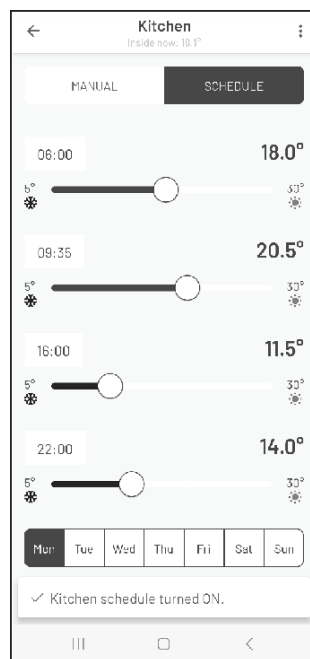 Kitchen
Inside now: 18.1°
MANUAL SCHEDULE
06:00 18.0°
5° 30°
09:35 20.5°
5° 30°
16:00 11.5°
5° 30°
22:00 14.0°
5° 30°
Mon Tue Wed Thu Fri Sat Sun
Kitchen schedule turned ON.